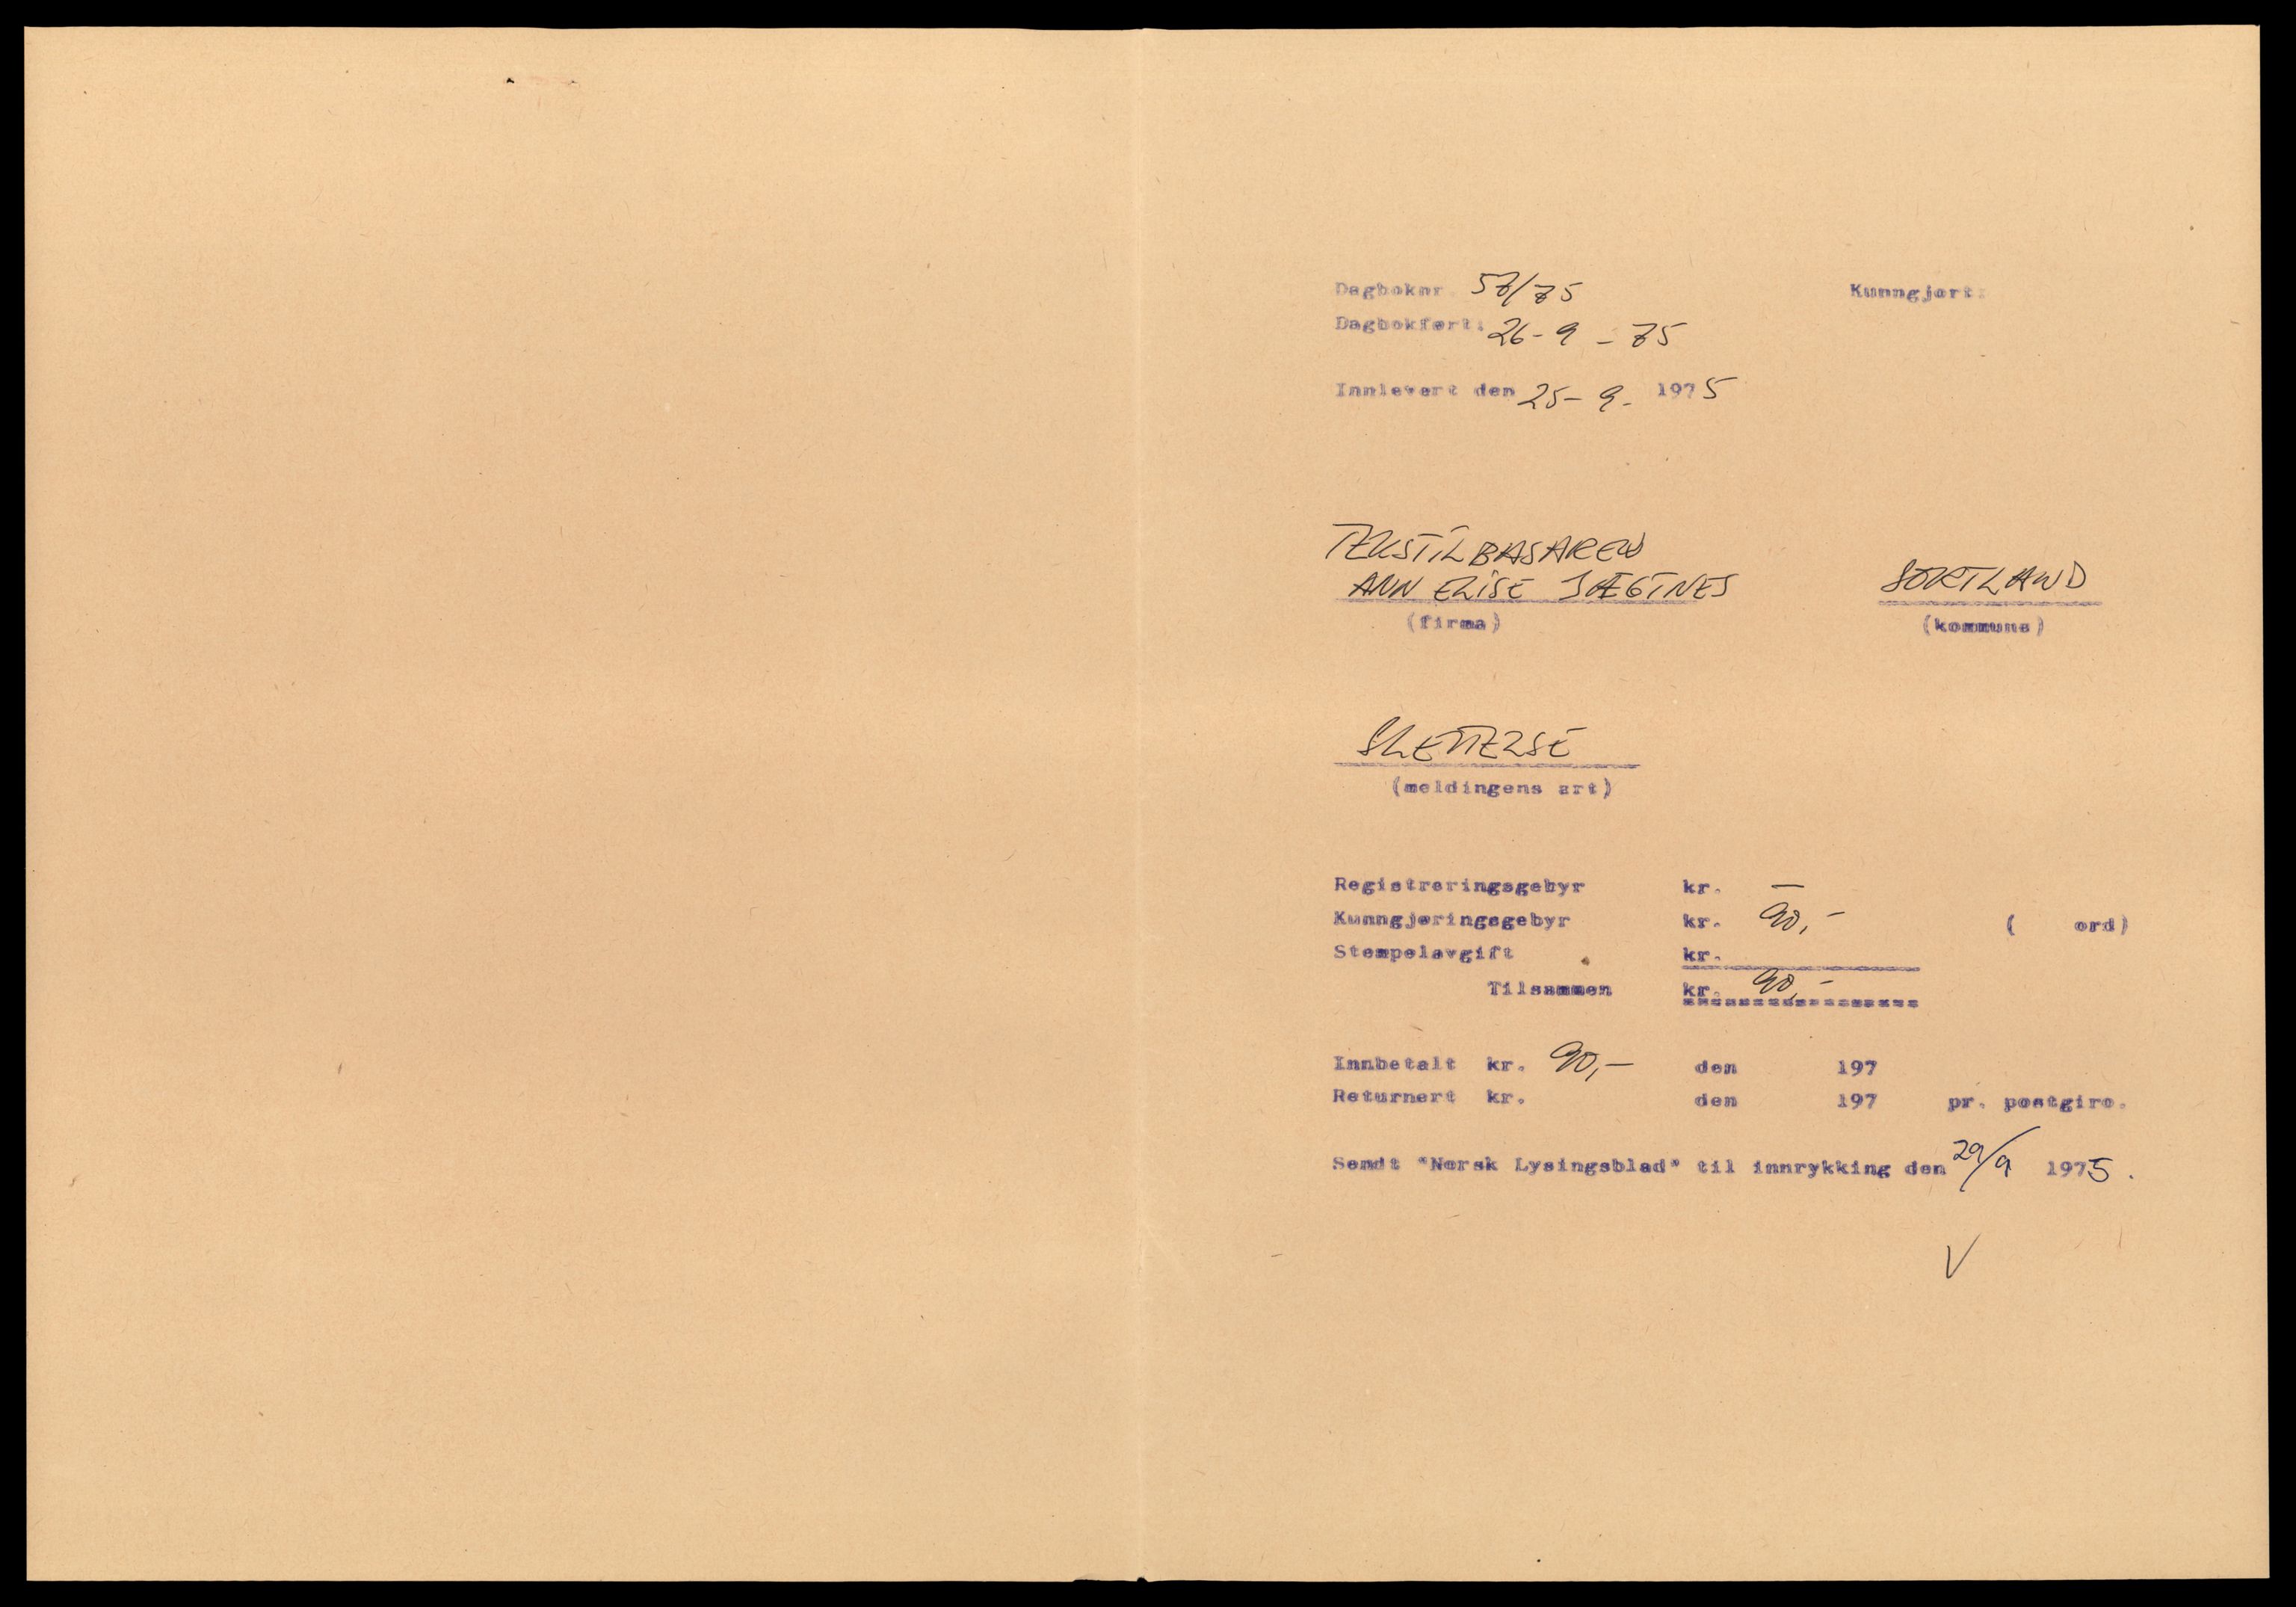 Dagboknr. 57/75 Kunngjort:
Dagbokført: 26-9-75
Innlevert den 25-9- 1975
TEKSTILBASAREN
ANN ELISE SÆGTNES SORTLAND
(firma) (kommune)
SLETTELSE
(meldingens art)
Registreringsgebyr kr. —
Kunngjøringsgebyr kr. 90,- ( ord)
Stempelavgift kr.
Tilsammen kr. 90,-
Innbetalt kr. 90,- den 197
Returnert kr. den 197 pr. postgiro.
Sendt "Norsk Lysingsblad" til innrykking den 29/9 1975.